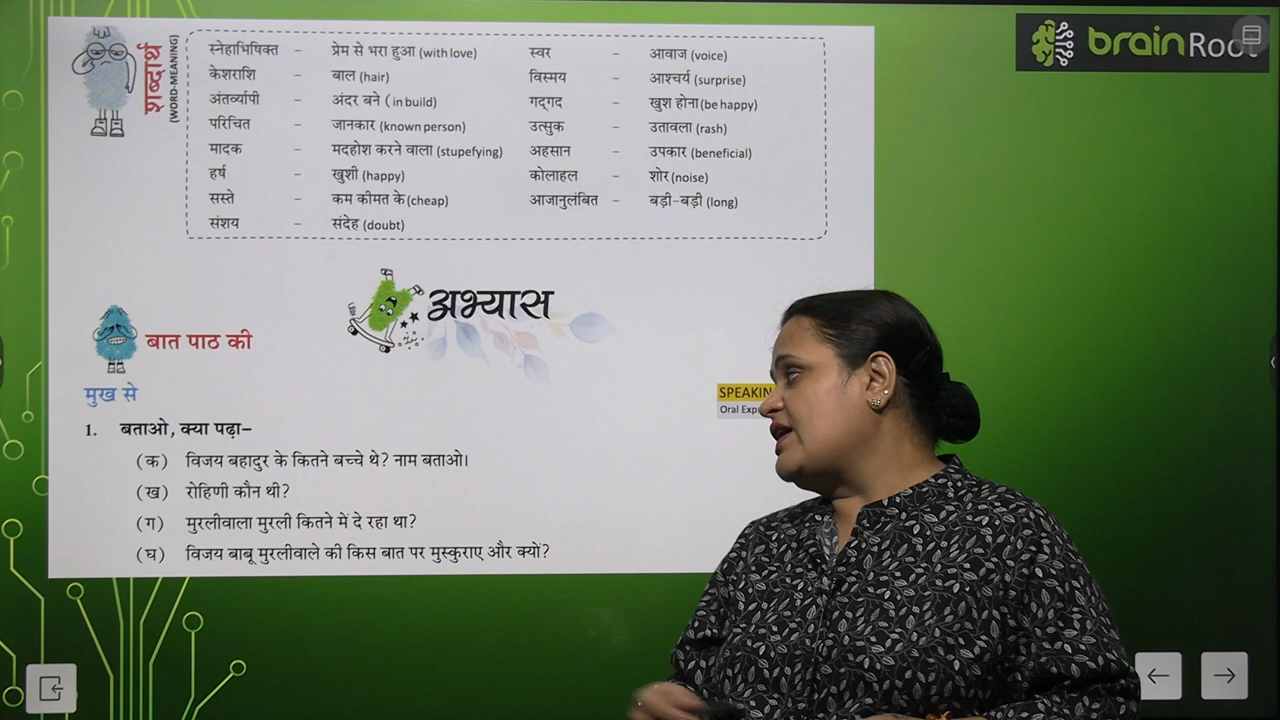 brainRoot
शब्दार्थ
(WORD-MEANING)
स्नेहाभिषिक्त – प्रेम से भरा हुआ (with love) स्वर – आवाज (voice)
केशराशि – बाल (hair) विस्मय – आश्चर्य (surprise)
अंतर्व्यापी – अंदर बने ( in build) गद्‌गद – खुश होना (be happy)
परिचित – जानकार (known person) उत्सुक – उतावला (rash)
मादक – मदहोश करने वाला (stupefying) अहसान – उपकार (beneficial)
हर्ष – खुशी (happy) कोलाहल – शोर (noise)
सस्ते – कम कीमत के (cheap) आजानुलंबित – बड़ी-बड़ी (long)
संशय – संदेह (doubt)
अभ्यास
बात पाठ की
मुख से
SPEAKIN
Oral Exp
1. बताओ, क्या पढ़ा–
(क) विजय बहादुर के कितने बच्चे थे? नाम बताओ।
(ख) रोहिणी कौन थी?
(ग) मुरलीवाला मुरली कितने में दे रहा था?
(घ) विजय बाबू मुरलीवाले की किस बात पर मुस्कुराए और क्यों?